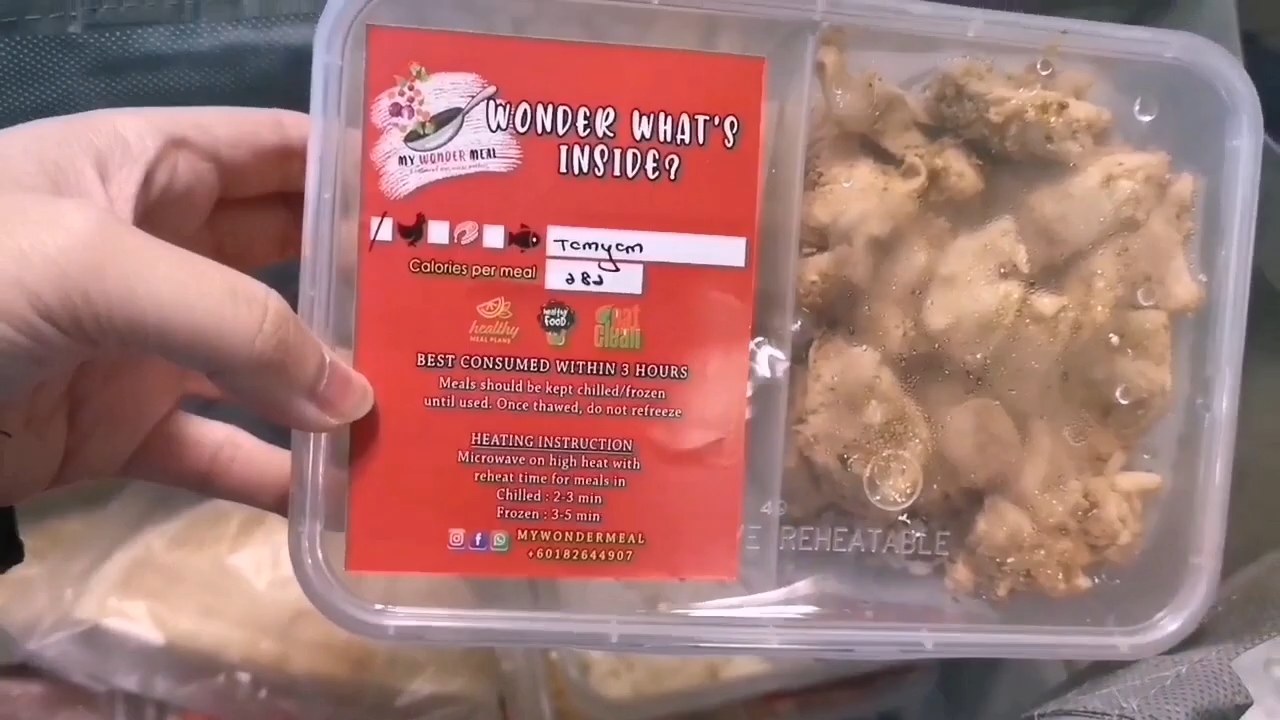 WONDER WHAT'S
INSIDE?
MY WONDER MEAL
Tomyam
Calories per meal
282
healthy
MEAL PLANS
healthy
FOOD
eat
clean
BEST CONSUMED WITHIN 3 HOURS
Meals should be kept chilled/frozen
until used. Once thawed, do not refreeze
HEATING INSTRUCTION
Microwave on high heat with
reheat time for meals in
Chilled : 2-3 min
Frozen : 3-5 min
MYWONDERMEAL
+60182644907
REHEATABLE